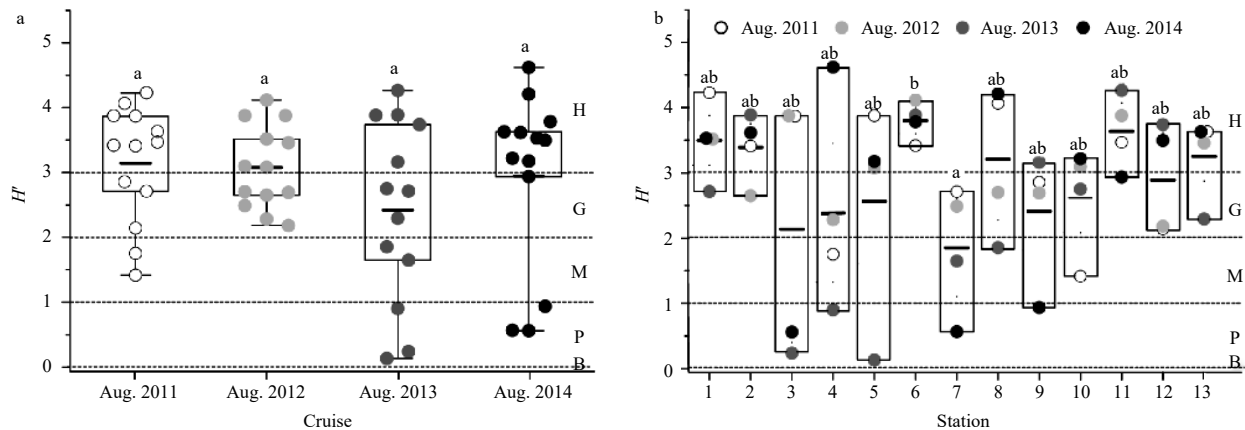 a
5
4
3
2
1
0
H′
a a a a
H
G
M
P
B
Aug. 2011 Aug. 2012 Aug. 2013 Aug. 2014
Cruise
b
Aug. 2011 Aug. 2012 Aug. 2013 Aug. 2014
5
4
3
2
1
0
H′
ab ab ab ab ab b a ab ab ab ab ab ab
H
G
M
P
B
1 2 3 4 5 6 7 8 9 10 11 12 13
Station